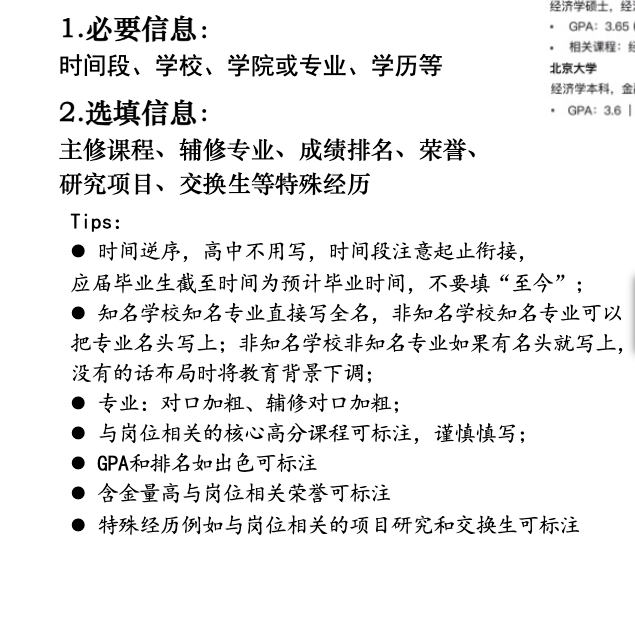 1.必要信息：
时间段、学校、学院或专业、学历等
2.选填信息：
主修课程、辅修专业、成绩排名、荣誉、
研究项目、交换生等特殊经历
Tips：
● 时间逆序，高中不用写，时间段注意起止衔接，
应届毕业生截至时间为预计毕业时间，不要填“至今”；
● 知名学校知名专业直接写全名，非知名学校知名专业可以
把专业名头写上；非知名学校非知名专业如果有名头就写上，
没有的话布局时将教育背景下调；
● 专业：对口加粗、辅修对口加粗；
● 与岗位相关的核心高分课程可标注，谨慎慎写；
● GPA和排名如出色可标注
● 含金量高与岗位相关荣誉可标注
● 特殊经历例如与岗位相关的项目研究和交换生可标注
经济学硕士，经
• GPA：3.65
• 相关课程：经
北京大学
经济学本科，金
• GPA：3.6 |